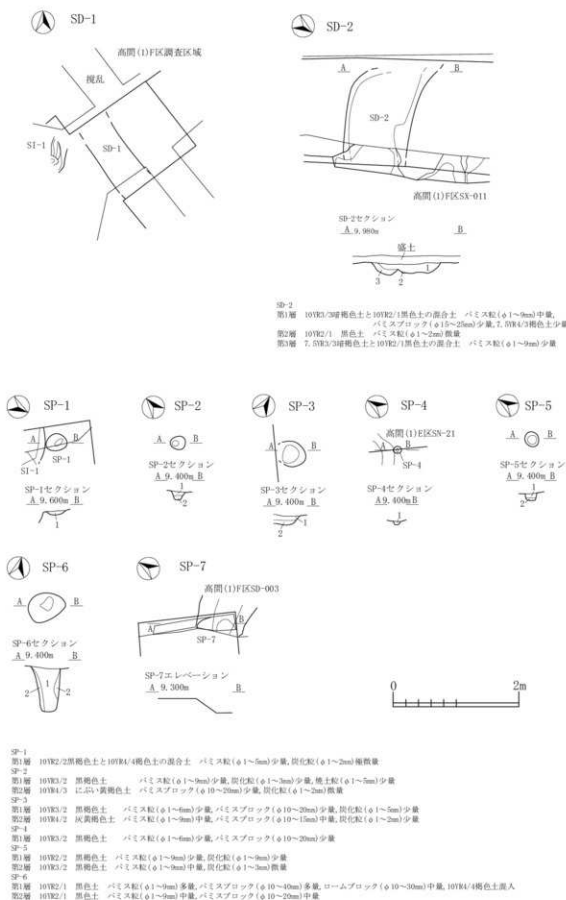 SD-1
高間(1)F区調査区域
撹乱
SI-1
SD-1
SD-2
A B
SD-2
高間(1)F区SX-011
SD-2セクション
A 9.980m B
盛土
1
3 2
SD-2
第1層 10YR3/3暗褐色土と10YR2/1黒色土の混合土 パミス粒(φ1~9mm)中量,
パミスブロック(φ15~25mm)少量, 7.5YR4/3褐色土少量
第2層 10YR2/1 黒色土 パミス粒(φ1~2mm)微量
第3層 7.5YR3/3暗褐色土と10YR2/1黒色土の混合土 パミス粒(φ1~9mm)少量
SP-1
A B
SP-1
SI-1
SP-1セクション
A 9.600m B
1
SP-2
A B
SP-2セクション
A 9.400m B
1
2
SP-3
A B
SP-3セクション
A 9.400m B
1
2
SP-4
高間(1)E区SN-21
A B
SP-4
SP-4セクション
A 9.400m B
1
SP-5
A B
SP-5セクション
A 9.400m B
1
2
SP-6
A B
SP-6セクション
A 9.400m B
2 1 2
SP-7
高間(1)F区SD-003
A B
SP-7
SP-7エレベーション
A 9.300m B
0 2m
SP-1
第1層 10YR2/2黒褐色土と10YR4/4褐色土の混合土 パミス粒(φ1~5mm)少量, 炭化粒(φ1~2mm)極微量
SP-2
第1層 10YR3/2 黒褐色土 パミス粒(φ1~9mm)少量, 炭化粒(φ1~3mm)少量, 焼土粒(φ1~5mm)少量
第2層 10YR4/3 にぶい黄褐色土 パミスブロック(φ10~20mm)少量, 炭化粒(φ1~2mm)微量
SP-3
第1層 10YR3/2 黒褐色土 パミス粒(φ1~6mm)少量, パミスブロック(φ10~20mm)少量, 炭化粒(φ1~5mm)少量
第2層 10YR4/2 灰黄褐色土 パミス粒(φ1~9mm)中量, パミスブロック(φ10~15mm)中量, 炭化粒(φ1~2mm)少量
SP-4
第1層 10YR3/2 黒褐色土 パミス粒(φ1~6mm)少量, パミスブロック(φ10~20mm)少量
SP-5
第1層 10YR2/2 黒褐色土 パミス粒(φ1~9mm)少量, 炭化粒(φ1~9mm)少量
第2層 10YR3/2 黒褐色土 パミス粒(φ1~9mm)中量, 炭化粒(φ1~3mm)微量
SP-6
第1層 10YR2/1 黒色土 パミス粒(φ1~9mm)多量, パミスブロック(φ10~40mm)多量, ロームブロック(φ10~30mm)中量, 10YR4/4褐色土混入
第2層 10YR2/1 黒色土 パミス粒(φ1~9mm)中量, パミスブロック(φ10~20mm)中量